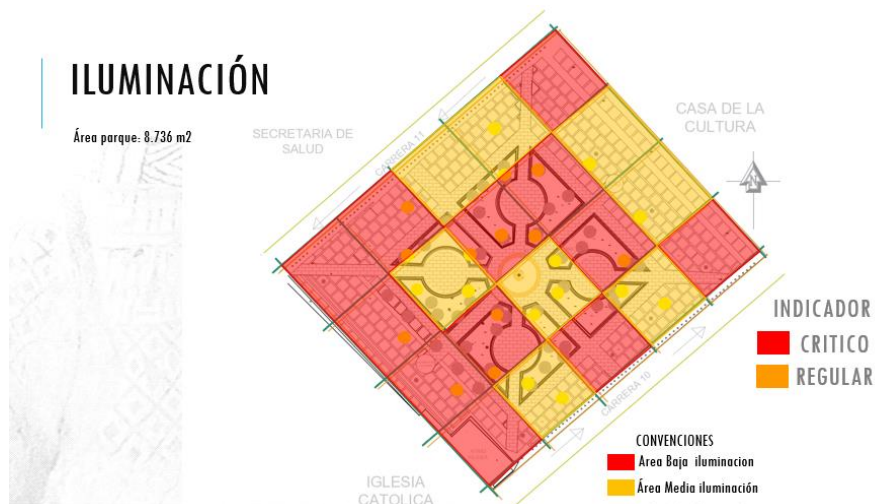 ILUMINACIÓN
Área parque: 8.736 m2
SECRETARIA DE
SALUD
CARRERA 11
CASA DE LA
CULTURA
N
INDICADOR
CRITICO
REGULAR
CARRERA 10
CONVENCIONES
Area Baja iluminacion
Área Media iluminación
IGLESIA
CATOLICA